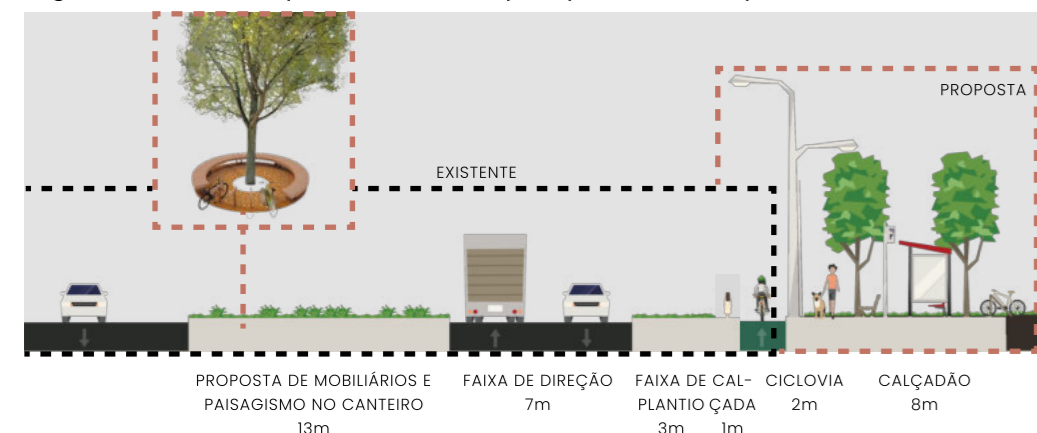 PROPOSTA
EXISTENTE
PROPOSTA DE MOBILIÁRIOS E
PAISAGISMO NO CANTEIRO
13m
FAIXA DE DIREÇÃO
7m
FAIXA DE
PLANTIO
3m
CAL-
ÇADA
1m
CICLOVIA
2m
CALÇADÃO
8m